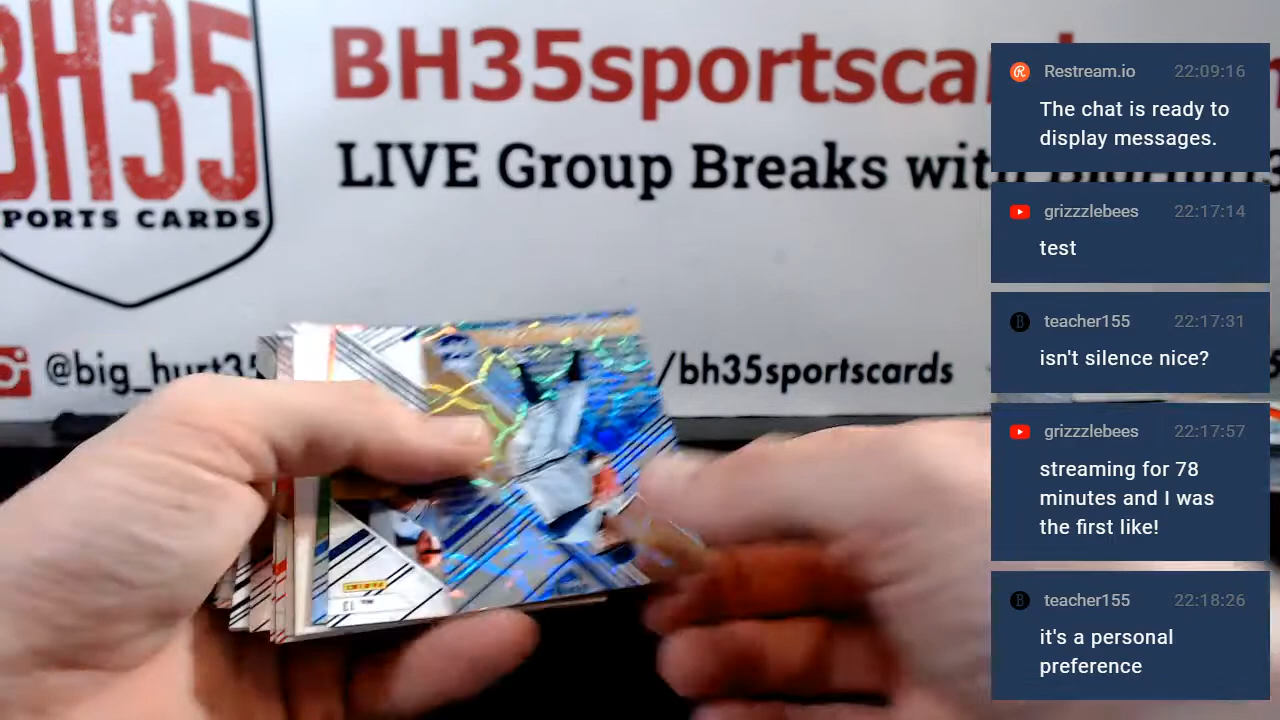 BH35
PORTS CARDS
BH35sportsca
LIVE Group Breaks with
@big_hurt35
/bh35sportscards
Restream.io 22:09:16
The chat is ready to
display messages.
grizzzlebees 22:17:14
test
teacher155 22:17:31
isn't silence nice?
grizzzlebees 22:17:57
streaming for 78
minutes and I was
the first like!
teacher155 22:18:26
it's a personal
preference